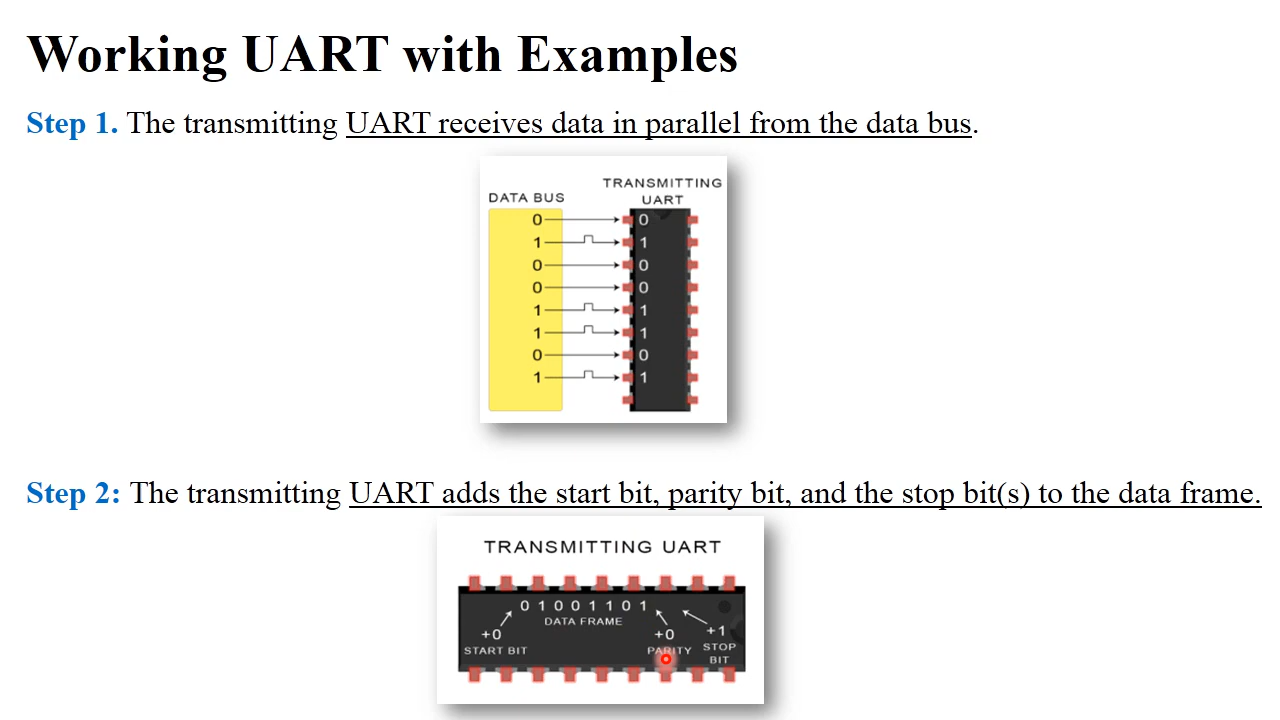 Working UART with Examples
Step 1. The transmitting UART receives data in parallel from the data bus.
TRANSMITTING
DATA BUS UART
0 0
1 1
0 0
0 0
1 1
1 1
0 0
1 1
Step 2: The transmitting UART adds the start bit, parity bit, and the stop bit(s) to the data frame.
TRANSMITTING UART
0 1 0 0 1 1 0 1
DATA FRAME
+0 +0 +1
START BIT PARITY STOP
BIT